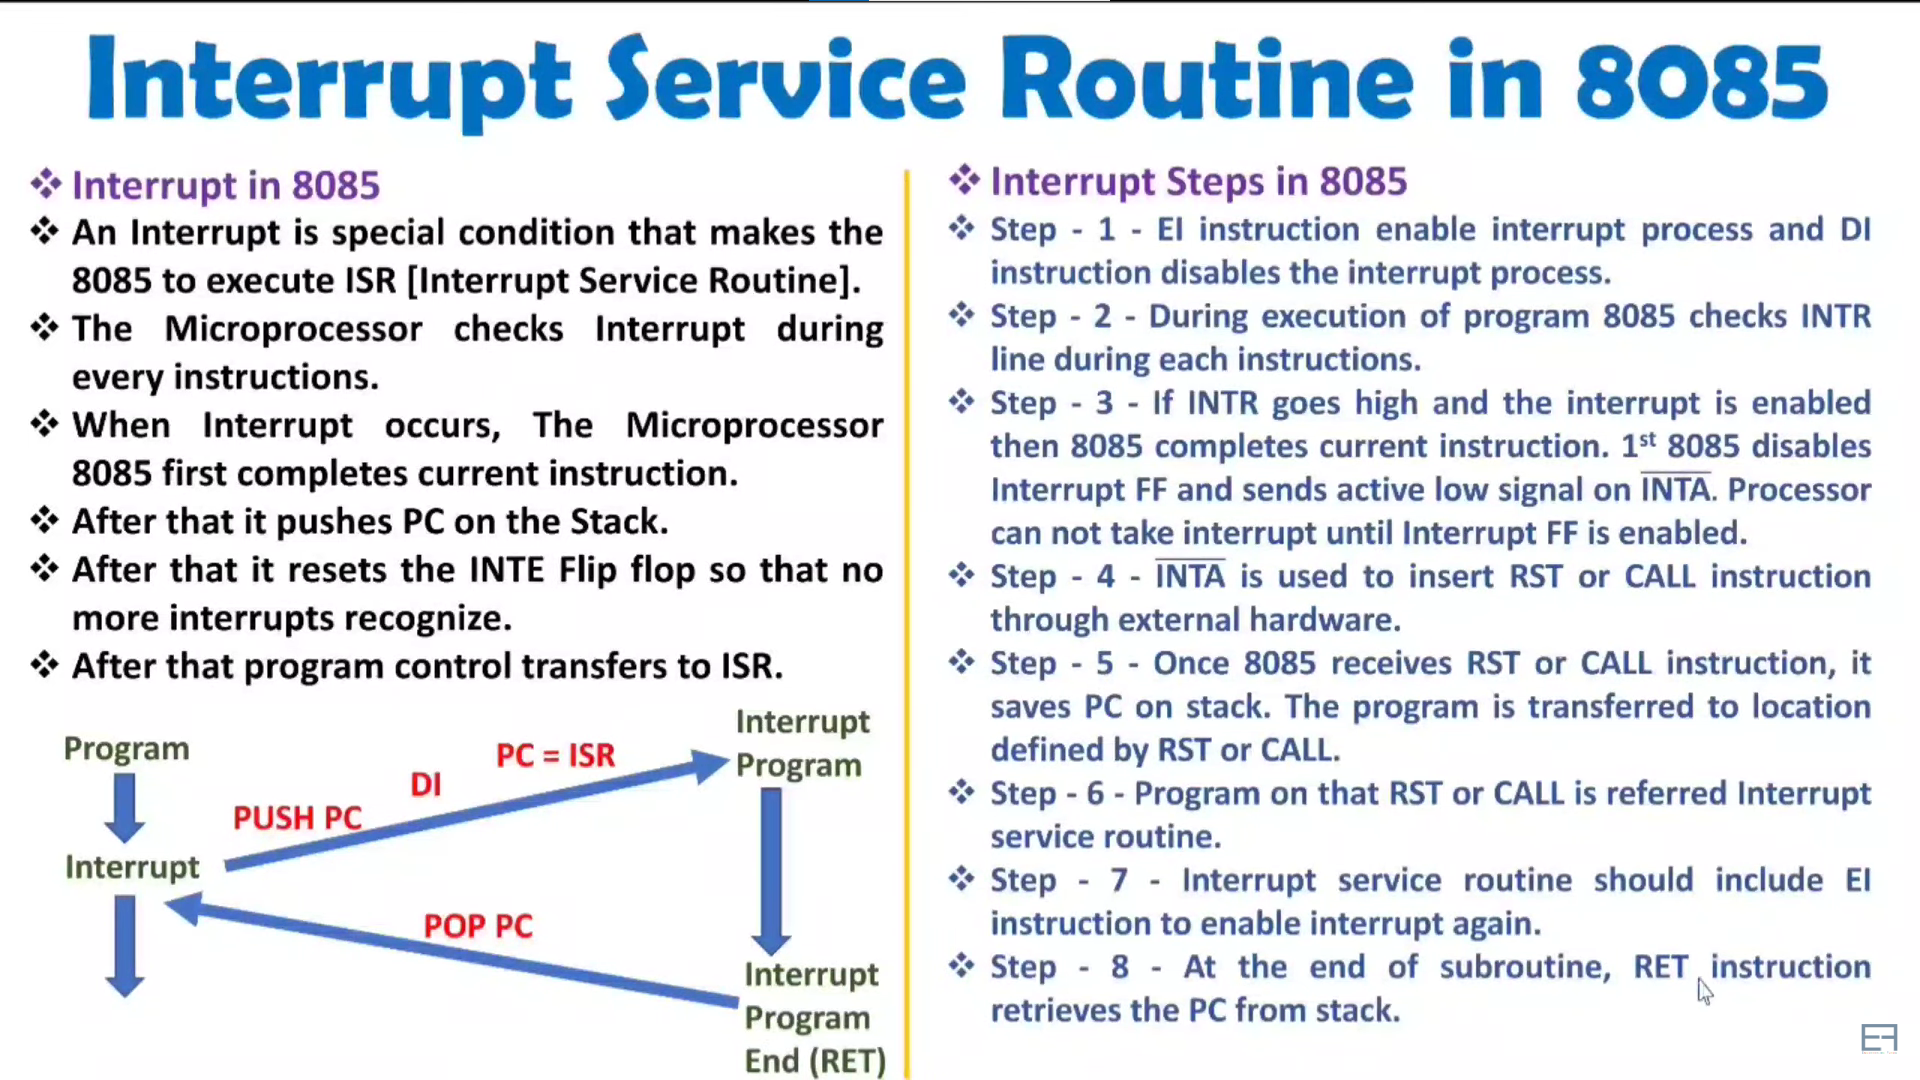 Interrupt Service Routine in 8085
❖ Interrupt in 8085
❖ An Interrupt is special condition that makes the
8085 to execute ISR [Interrupt Service Routine].
❖ The Microprocessor checks Interrupt during
every instructions.
❖ When Interrupt occurs, The Microprocessor
8085 first completes current instruction.
❖ After that it pushes PC on the Stack.
❖ After that it resets the INTE Flip flop so that no
more interrupts recognize.
❖ After that program control transfers to ISR.
Program
Interrupt
PUSH PC
DI
PC = ISR
Interrupt
Program
POP PC
Interrupt
Program
End (RET)
❖ Interrupt Steps in 8085
❖ Step - 1 - EI instruction enable interrupt process and DI
instruction disables the interrupt process.
❖ Step - 2 - During execution of program 8085 checks INTR
line during each instructions.
❖ Step - 3 - If INTR goes high and the interrupt is enabled
then 8085 completes current instruction. 1st 8085 disables
Interrupt FF and sends active low signal on I̅N̅T̅A̅. Processor
can not take interrupt until Interrupt FF is enabled.
❖ Step - 4 - I̅N̅T̅A̅ is used to insert RST or CALL instruction
through external hardware.
❖ Step - 5 - Once 8085 receives RST or CALL instruction, it
saves PC on stack. The program is transferred to location
defined by RST or CALL.
❖ Step - 6 - Program on that RST or CALL is referred Interrupt
service routine.
❖ Step - 7 - Interrupt service routine should include EI
instruction to enable interrupt again.
❖ Step - 8 - At the end of subroutine, RET instruction
retrieves the PC from stack.